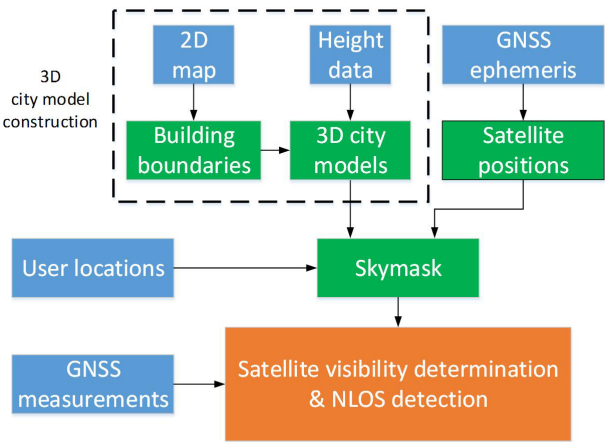 2D
map
Height
data
GNSS
ephemeris
3D
city model
construction
Building
boundaries
3D city
models
Satellite
positions
User locations
Skymask
GNSS
measurements
Satellite visibility determination
& NLOS detection